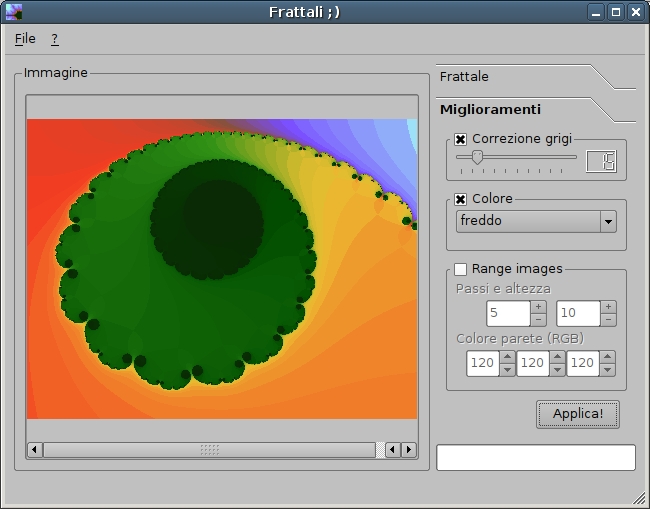 Frattali ;)
File ?
Immagine
Frattale
Miglioramenti
Correzione grigi
15
Colore
freddo
Range images
Passi e altezza
5 10
Colore parete (RGB)
120 120 120
Applica!